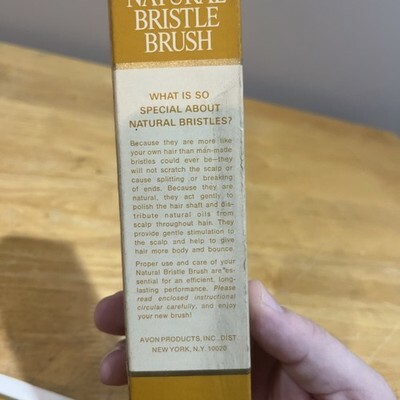 NATURAL
BRISTLE
BRUSH
WHAT IS SO
SPECIAL ABOUT
NATURAL BRISTLES?
Because they are more like
your own hair than man-made
bristles could ever be—they
will not scratch the scalp or
cause splitting or breaking
of ends. Because they are
natural, they act gently to
polish the hair shaft and dis-
tribute natural oils from
scalp throughout hairs. They
provide gentle stimulation to
the scalp and help to give
hair more body and bounce.
Proper use and care of your
Natural Bristle Brush are es-
sential for an efficient, long-
lasting performance. Please
read enclosed instructional
circular carefully, and enjoy
your new brush!
AVON PRODUCTS, INC., DIST.
NEW YORK, N.Y. 10020